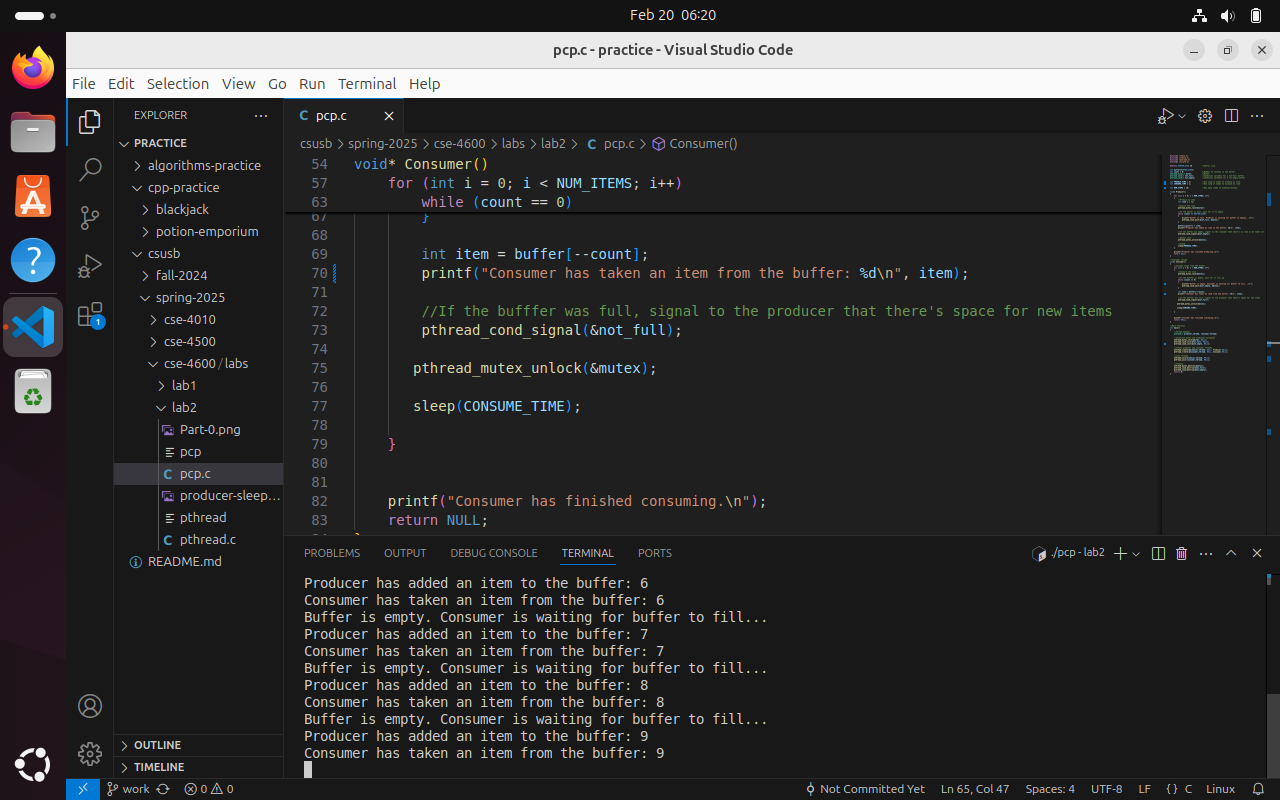 Feb 20 06:20
pcp.c - practice - Visual Studio Code
File Edit Selection View Go Run Terminal Help
EXPLORER
PRACTICE
algorithms-practice
cpp-practice
blackjack
potion-emporium
csusb
fall-2024
spring-2025
cse-4010
cse-4500
cse-4600 / labs
lab1
lab2
Part-0.png
pcp
C pcp.c
producer-sleep...
pthread
C pthread.c
README.md
OUTLINE
TIMELINE
1
C pcp.c
csusb > spring-2025 > cse-4600 > labs > lab2 > C pcp.c > Consumer()
54 void* Consumer()
57 for (int i = 0; i < NUM_ITEMS; i++)
63 while (count == 0)
67 }
68
69 int item = buffer[--count];
70 printf("Consumer has taken an item from the buffer: %d\n", item);
71
72 //If the bufffer was full, signal to the producer that there's space for new items
73 pthread_cond_signal(&not_full);
74
75 pthread_mutex_unlock(&mutex);
76
77 sleep(CONSUME_TIME);
78
79 }
80
81
82 printf("Consumer has finished consuming.\n");
83 return NULL;
PROBLEMS OUTPUT DEBUG CONSOLE TERMINAL PORTS
./pcp - lab2
Producer has added an item to the buffer: 6
Consumer has taken an item from the buffer: 6
Buffer is empty. Consumer is waiting for buffer to fill...
Producer has added an item to the buffer: 7
Consumer has taken an item from the buffer: 7
Buffer is empty. Consumer is waiting for buffer to fill...
Producer has added an item to the buffer: 8
Consumer has taken an item from the buffer: 8
Buffer is empty. Consumer is waiting for buffer to fill...
Producer has added an item to the buffer: 9
Consumer has taken an item from the buffer: 9
work 0 0 Not Committed Yet Ln 65, Col 47 Spaces: 4 UTF-8 LF {} C Linux